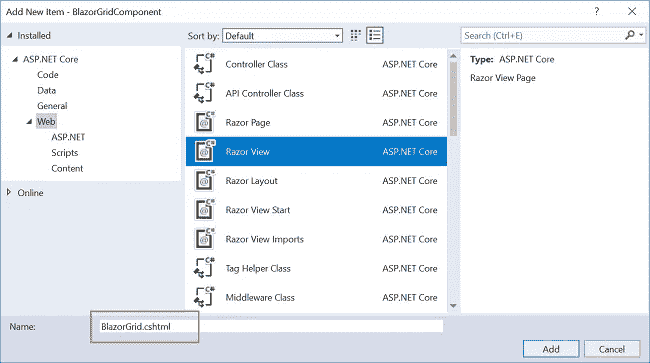 Add New Item - BlazorGridComponent
?
Installed
ASP.NET Core
Code
Data
General
Web
ASP.NET
Scripts
Content
Online
Sort by: Default
Controller Class ASP.NET Core
API Controller Class ASP.NET Core
Razor Page ASP.NET Core
Razor View ASP.NET Core
Razor Layout ASP.NET Core
Razor View Start ASP.NET Core
Razor View Imports ASP.NET Core
Tag Helper Class ASP.NET Core
Middleware Class ASP.NET Core
Search (Ctrl+E)
Type: ASP.NET Core
Razor View Page
Name: BlazorGrid.cshtml
Add Cancel